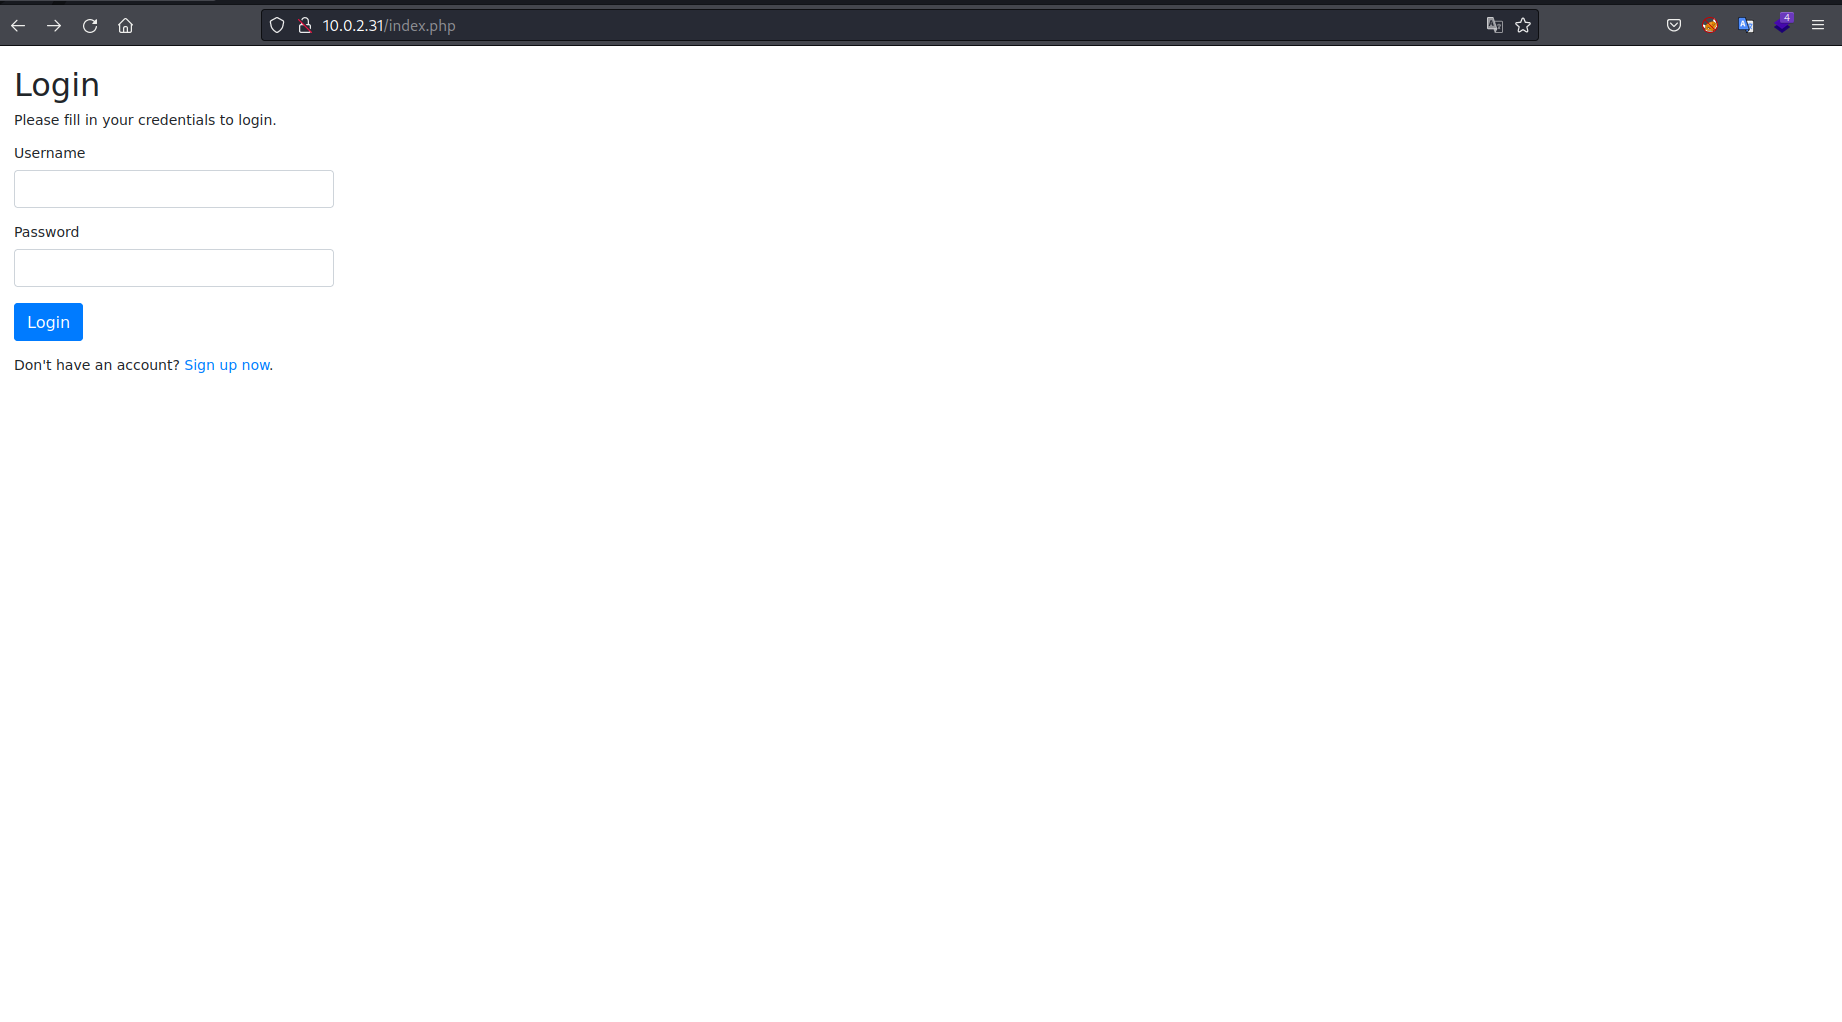 10.0.2.31/index.php
4
Login
Please fill in your credentials to login.
Username
Password
Login
Don't have an account? Sign up now.